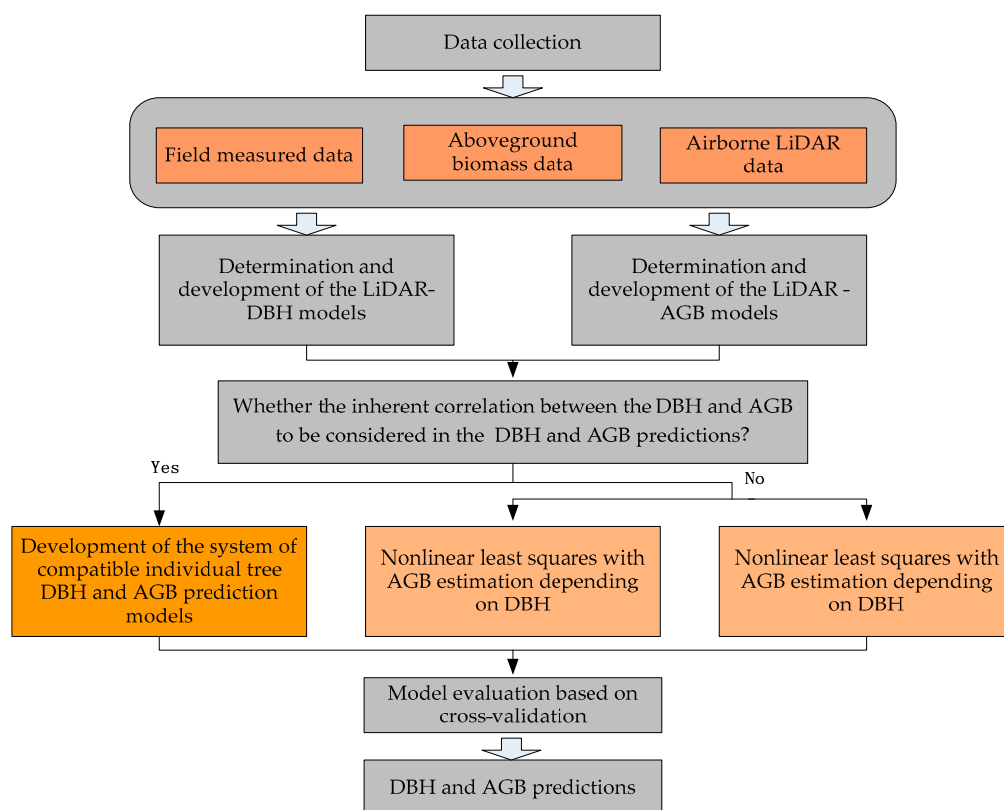 Data collection
Field measured data
Aboveground
biomass data
Airborne LiDAR
data
Determination and
development of the LiDAR-
DBH models
Determination and
development of the LiDAR -
AGB models
Whether the inherent correlation between the DBH and AGB
to be considered in the DBH and AGB predictions?
Yes
No
Development of the system of
compatible individual tree
DBH and AGB prediction
models
Nonlinear least squares with
AGB estimation depending
on DBH
Nonlinear least squares with
AGB estimation depending
on DBH
Model evaluation based on
cross-validation
DBH and AGB predictions